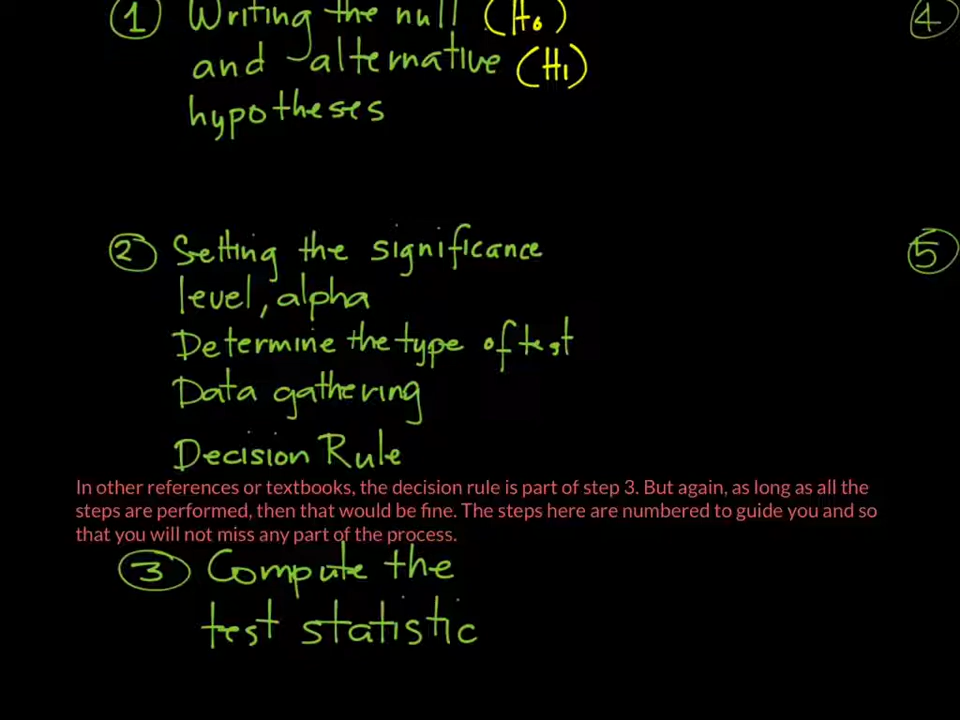 ① Writing the null (H₀)
and alternative (H₁)
hypotheses
④
② Setting the significance
level, alpha
Determine the type of test
Data gathering
Decision Rule
⑤
In other references or textbooks, the decision rule is part of step 3. But again, as long as all the
steps are performed, then that would be fine. The steps here are numbered to guide you and so
that you will not miss any part of the process.
③ Compute the
test statistic